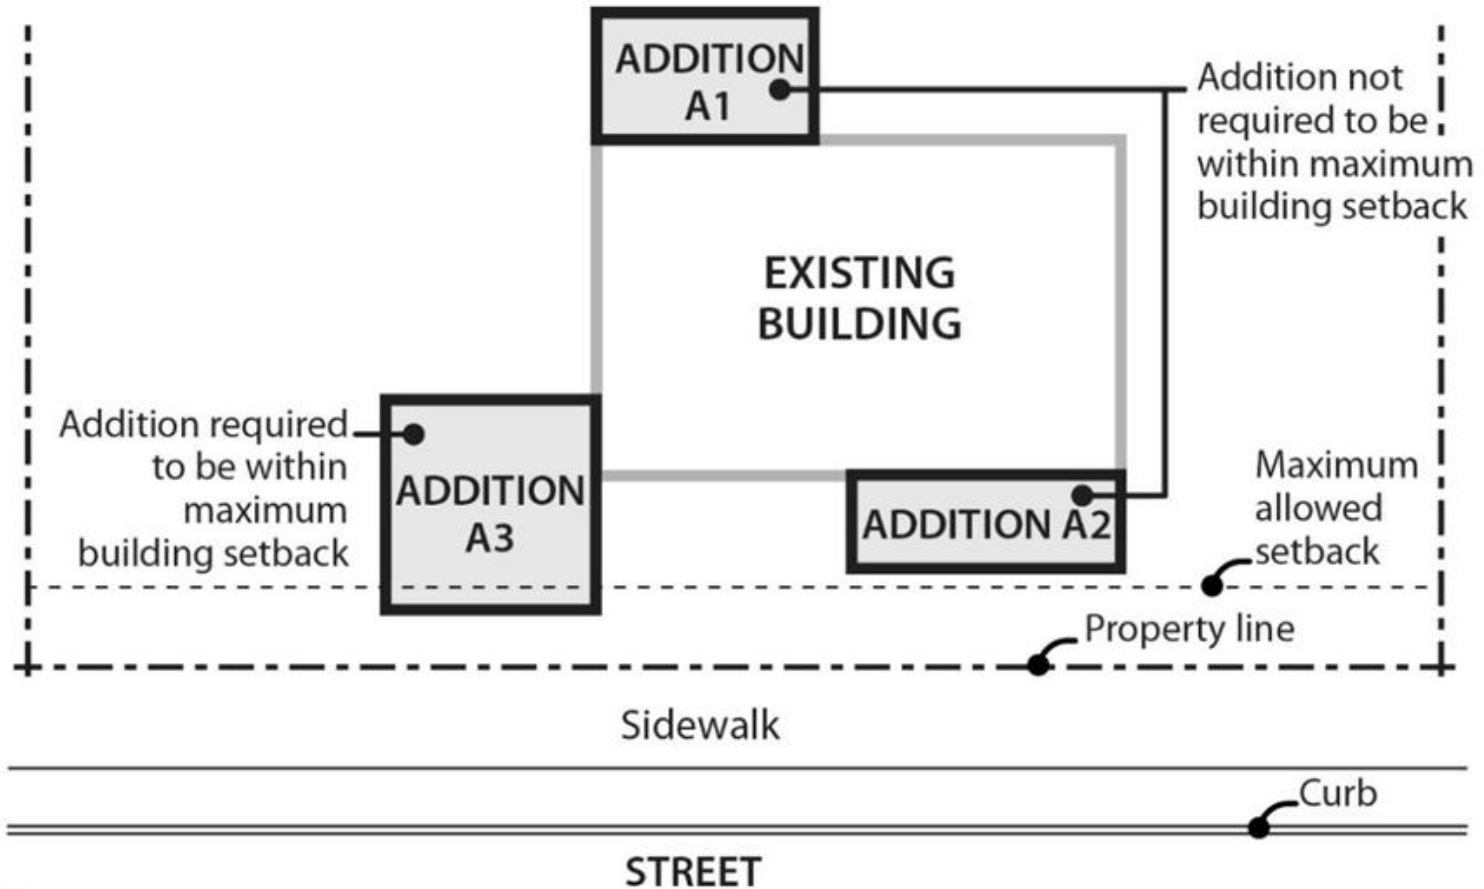 ADDITION
A1
Addition not
required to be
within maximum
building setback
EXISTING
BUILDING
Addition required
to be within
maximum
building setback
ADDITION
A3
ADDITION A2
Maximum
allowed
setback
Property line
Sidewalk
Curb
STREET